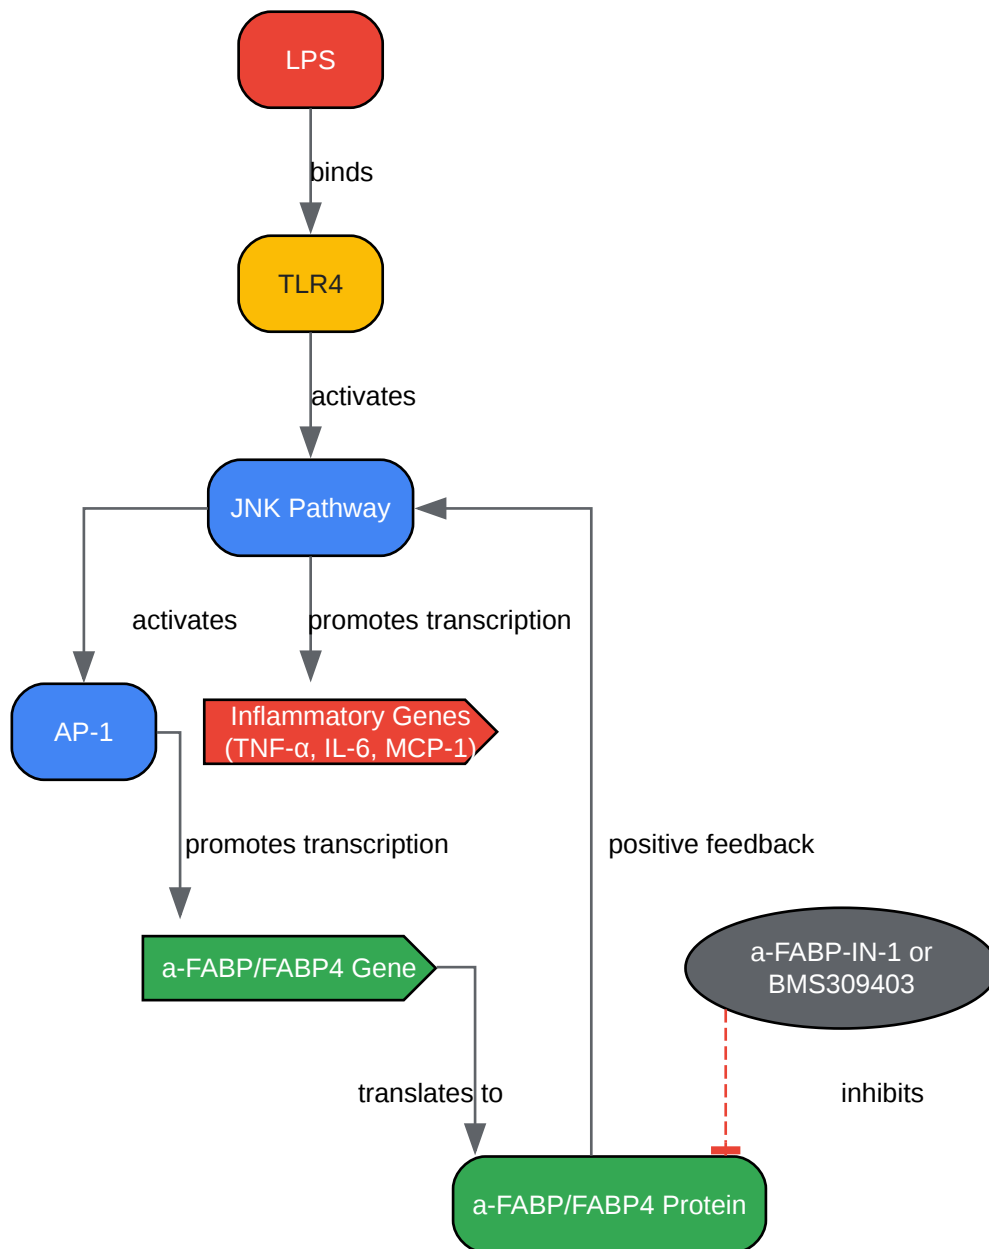 LPS
binds
TLR4
activates
JNK Pathway
activates
promotes transcription
AP-1
Inflammatory Genes
(TNF-α, IL-6, MCP-1)
promotes transcription
positive feedback
a-FABP/FABP4 Gene
a-FABP-IN-1 or
BMS309403
translates to
inhibits
a-FABP/FABP4 Protein